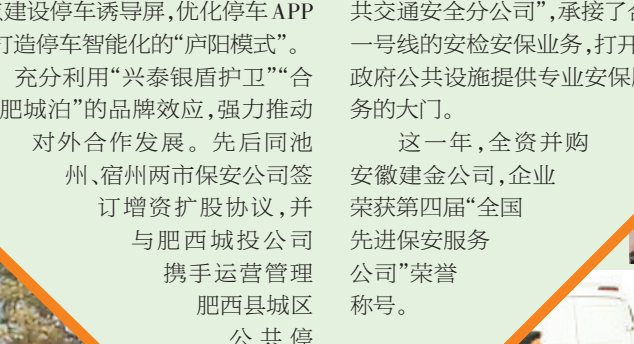 建设停车诱导屏,优化停车APP
打造停车智能化的“庐阳模式”。
充分利用“兴泰银盾护卫”“合
肥城泊”的品牌效应,强力推动
对外合作发展。先后同池
州、宿州两市保安公司签
订增资扩股协议,并
与肥西城投公司
携手运营管理
肥西县城区
公共停
共交通安全分公司”,承接了
一号线的安检安保业务,打开
政府公共设施提供专业安保
务的大门。
这一年,全资并购
安徽建金公司,企业
荣获第四届“全国
先进保安服务
公司”荣誉
称号。